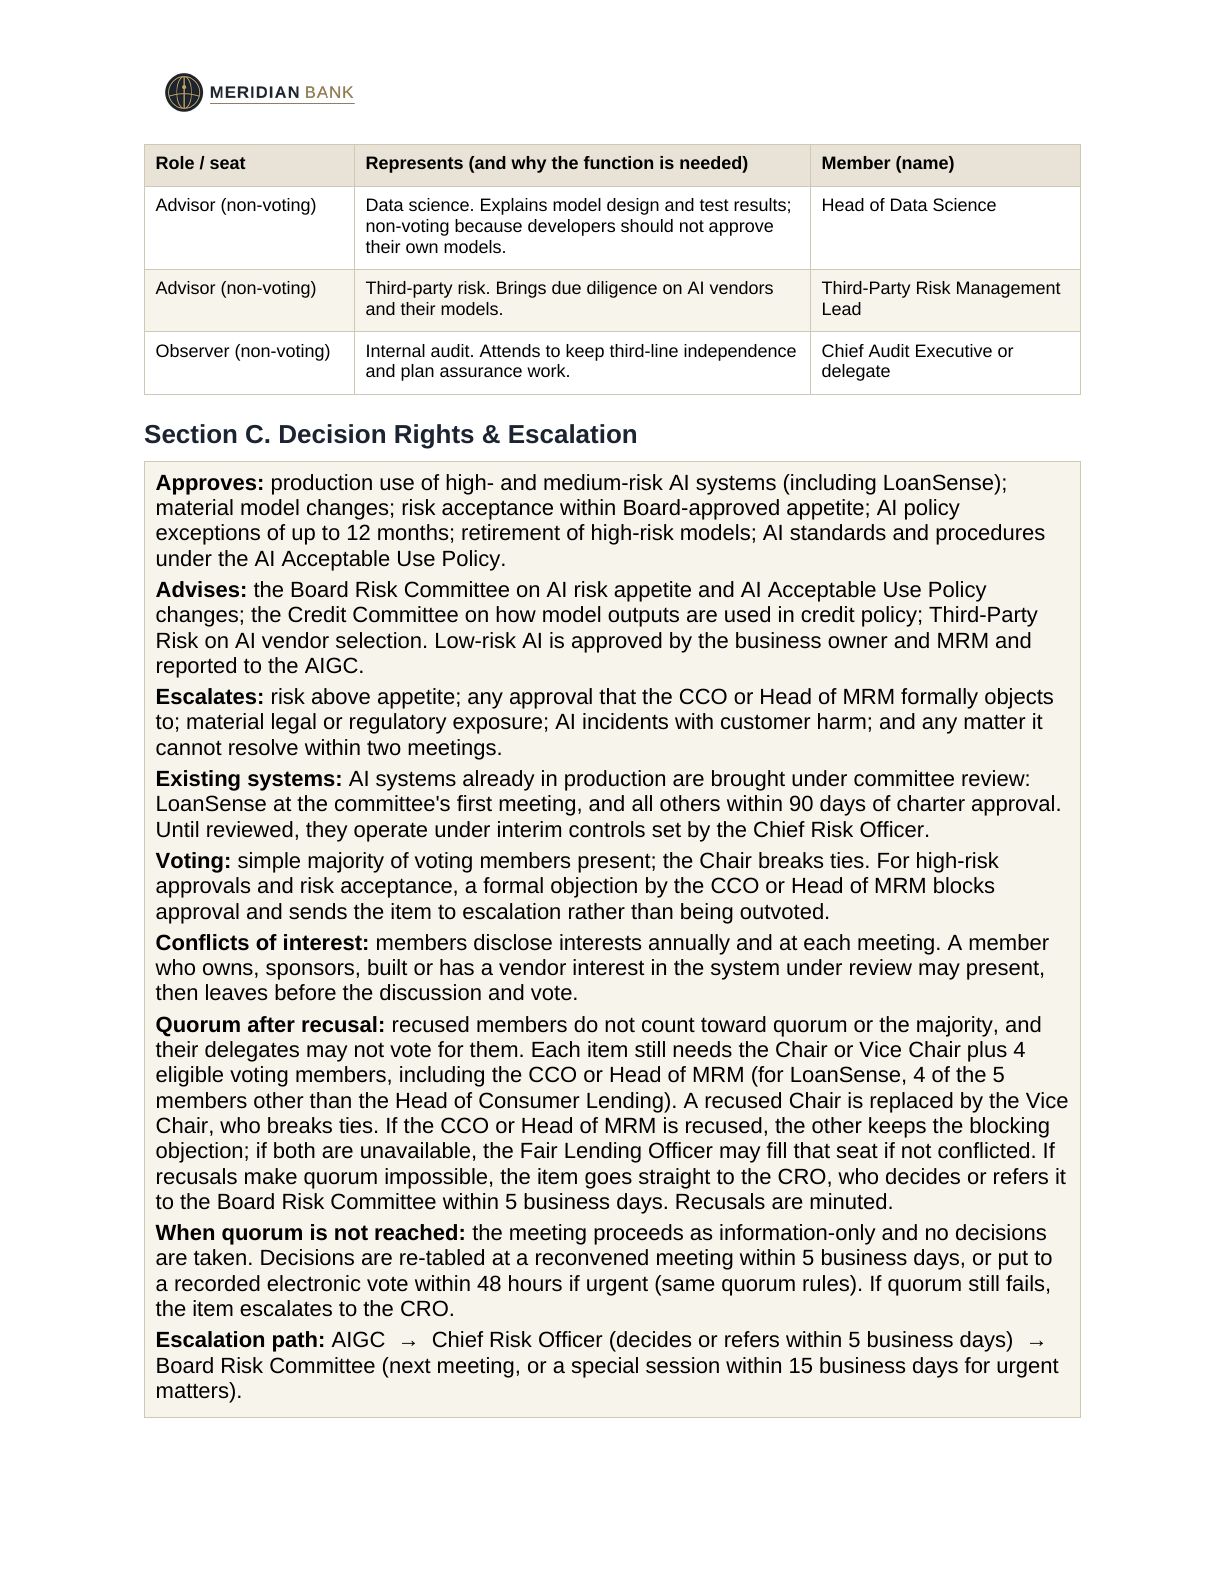 MERIDIAN BANK
Role / seat
Represents (and why the function is needed)
Member (name)
Advisor (non-voting)
Data science. Explains model design and test results;
non-voting because developers should not approve
their own models.
Head of Data Science
Advisor (non-voting)
Third-party risk. Brings due diligence on AI vendors
and their models.
Third-Party Risk Management
Lead
Observer (non-voting)
Internal audit. Attends to keep third-line independence
and plan assurance work.
Chief Audit Executive or
delegate
Section C. Decision Rights & Escalation
Approves: production use of high- and medium-risk AI systems (including LoanSense);
material model changes; risk acceptance within Board-approved appetite; AI policy
exceptions of up to 12 months; retirement of high-risk models; AI standards and procedures
under the AI Acceptable Use Policy.
Advises: the Board Risk Committee on AI risk appetite and AI Acceptable Use Policy
changes; the Credit Committee on how model outputs are used in credit policy; Third-Party
Risk on AI vendor selection. Low-risk AI is approved by the business owner and MRM and
reported to the AIGC.
Escalates: risk above appetite; any approval that the CCO or Head of MRM formally objects
to; material legal or regulatory exposure; AI incidents with customer harm; and any matter it
cannot resolve within two meetings.
Existing systems: AI systems already in production are brought under committee review:
LoanSense at the committee's first meeting, and all others within 90 days of charter approval.
Until reviewed, they operate under interim controls set by the Chief Risk Officer.
Voting: simple majority of voting members present; the Chair breaks ties. For high-risk
approvals and risk acceptance, a formal objection by the CCO or Head of MRM blocks
approval and sends the item to escalation rather than being outvoted.
Conflicts of interest: members disclose interests annually and at each meeting. A member
who owns, sponsors, built or has a vendor interest in the system under review may present,
then leaves before the discussion and vote.
Quorum after recusal: recused members do not count toward quorum or the majority, and
their delegates may not vote for them. Each item still needs the Chair or Vice Chair plus 4
eligible voting members, including the CCO or Head of MRM (for LoanSense, 4 of the 5
members other than the Head of Consumer Lending). A recused Chair is replaced by the Vice
Chair, who breaks ties. If the CCO or Head of MRM is recused, the other keeps the blocking
objection; if both are unavailable, the Fair Lending Officer may fill that seat if not conflicted. If
recusals make quorum impossible, the item goes straight to the CRO, who decides or refers it
to the Board Risk Committee within 5 business days. Recusals are minuted.
When quorum is not reached: the meeting proceeds as information-only and no decisions
are taken. Decisions are re-tabled at a reconvened meeting within 5 business days, or put to
a recorded electronic vote within 48 hours if urgent (same quorum rules). If quorum still fails,
the item escalates to the CRO.
Escalation path: AIGC → Chief Risk Officer (decides or refers within 5 business days) →
Board Risk Committee (next meeting, or a special session within 15 business days for urgent
matters).